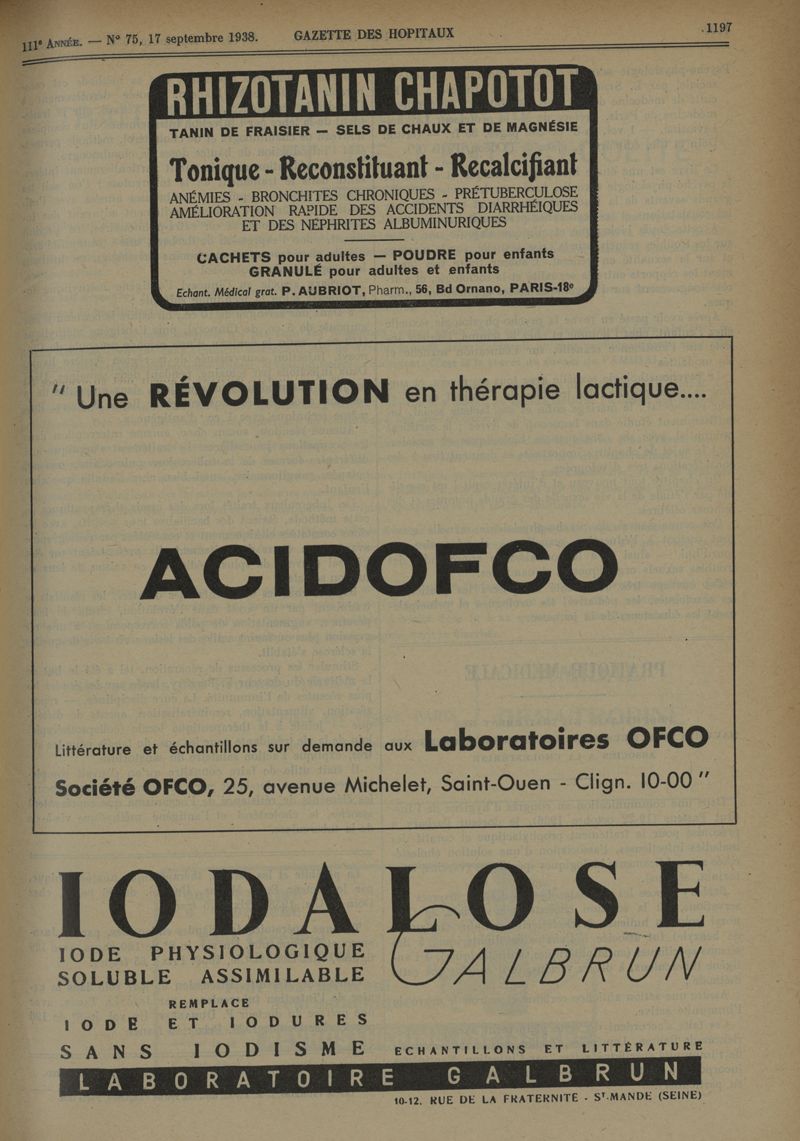 111e ANNÉE. — N° 75, 17 septembre 1938. GAZETTE DES HOPITAUX 1197
RHIZOTANIN CHAPOTOT
TANIN DE FRAISIER — SELS DE CHAUX ET DE MAGNÉSIE
Tonique - Reconstituant - Recalcifiant
ANÉMIES - BRONCHITES CHRONIQUES - PRÉTUBERCULOSE
AMÉLIORATION RAPIDE DES ACCIDENTS DIARRHÉIQUES
ET DES NÉPHRITES ALBUMINURIQUES
CACHETS pour adultes — POUDRE pour enfants
GRANULÉ pour adultes et enfants
Echant. Médical grat. P. AUBRIOT, Pharm., 56, Bd Ornano, PARIS-18e
" Une RÉVOLUTION en thérapie lactique....
ACIDOFCO
Littérature et échantillons sur demande aux Laboratoires OFCO
Société OFCO, 25, avenue Michelet, Saint-Ouen - Clign. 10-00 "
IODALOSE
IODE PHYSIOLOGIQUE
SOLUBLE ASSIMILABLE
GALBRUN
REMPLACE
IODE ET IODURES
SANS IODISME
ECHANTILLONS ET LITTÉRATURE
LABORATOIRE GALBRUN
10-12, RUE DE LA FRATERNITÉ - ST-MANDÉ (SEINE)